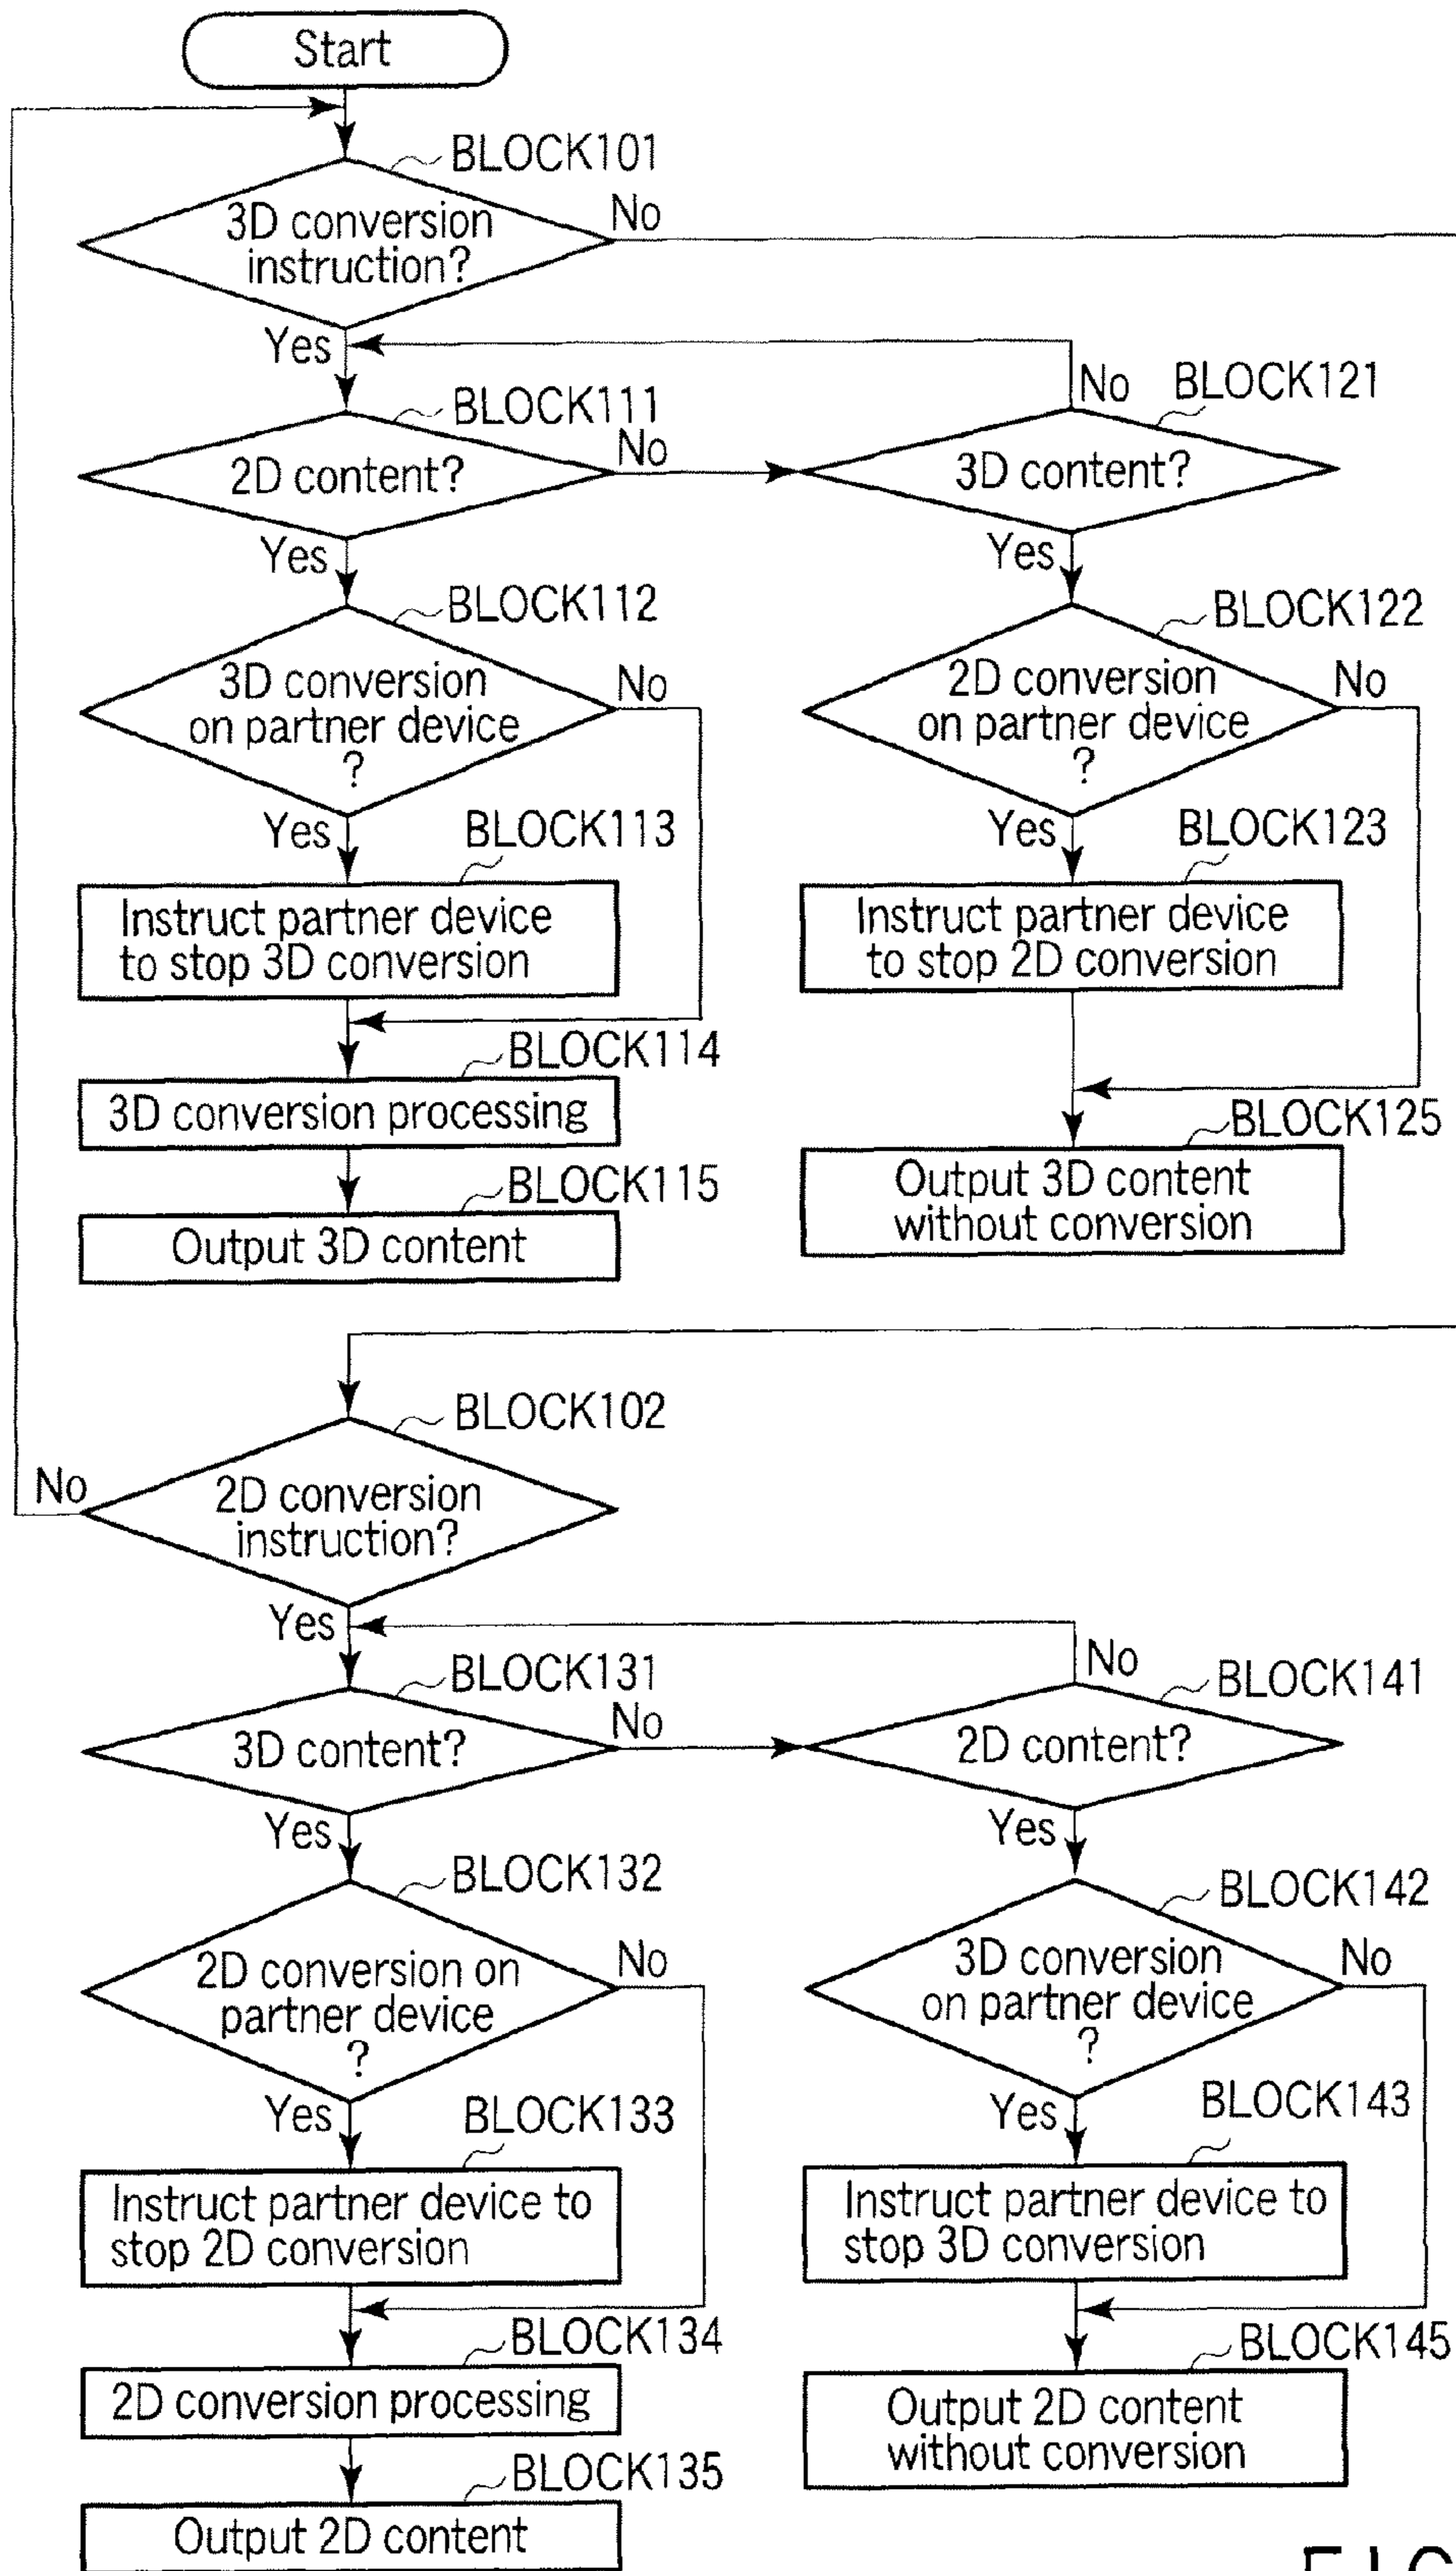 Start
BLOCK101
3D conversion
instruction?
No
Yes
BLOCK111
2D content?
No
Yes
BLOCK121
3D content?
No
Yes
BLOCK112
3D conversion
on partner device
?
No
Yes
BLOCK122
2D conversion
on partner device
?
No
Yes
BLOCK113
Instruct partner device
to stop 3D conversion
BLOCK123
Instruct partner device
to stop 2D conversion
BLOCK114
3D conversion processing
BLOCK125
Output 3D content
without conversion
BLOCK115
Output 3D content
BLOCK102
2D conversion
instruction?
No
Yes
BLOCK131
3D content?
No
Yes
BLOCK141
2D content?
No
Yes
BLOCK132
2D conversion on
partner device
?
No
Yes
BLOCK142
3D conversion
on partner device
?
No
Yes
BLOCK133
Instruct partner device to
stop 2D conversion
BLOCK143
Instruct partner device to
stop 3D conversion
BLOCK134
2D conversion processing
BLOCK145
Output 2D content
without conversion
BLOCK135
Output 2D content